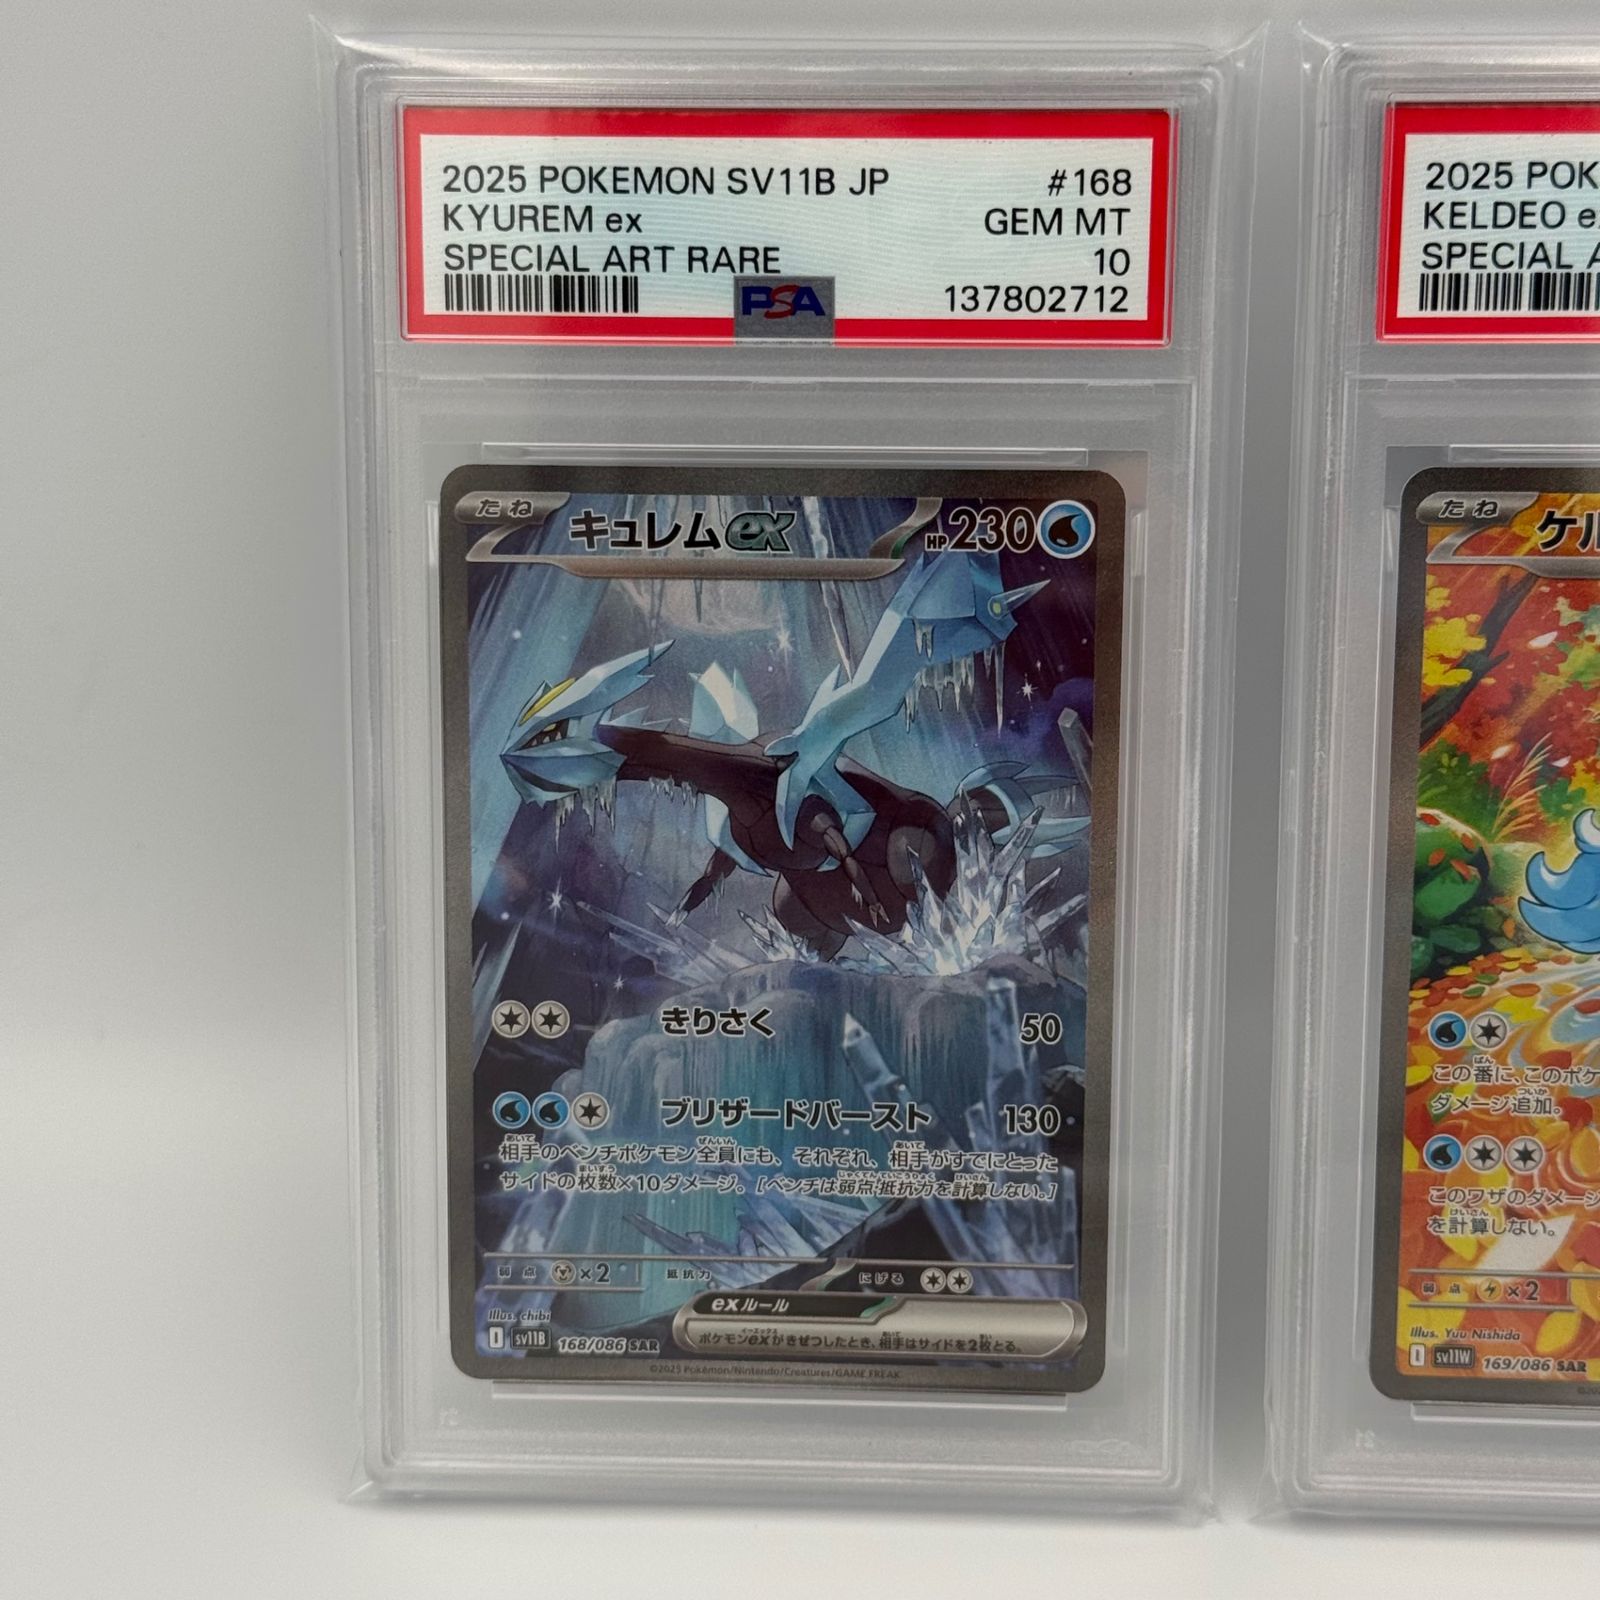 2025 POKEMON SV11B JP #168
KYUREM ex GEM MT
SPECIAL ART RARE 10
PSA 137802712
たね キュレムex HP230
きりさく 50
ブリザードバースト 130
相手のベンチポケモン全員にも、それぞれ、相手がすでにとった
サイドの枚数×10ダメージ。[ベンチは弱点・抵抗力を計算しない。]
弱点 ×2 抵抗力 にげる
exルール
ポケモンexがきぜつしたとき、相手はサイドを2枚とる。
Illus. chibi
I SV11B 168/086 SAR
©2025 Pokémon/Nintendo/Creatures/GAME FREAK
2025 POK
KELDEO e
SPECIAL A
たね ケル
この番に、このポケ
ダメージ追加。
このワザのダメージ
を計算しない。
弱点 ×2
Illus. Yuu Nishida
I SV11W 169/086 SAR